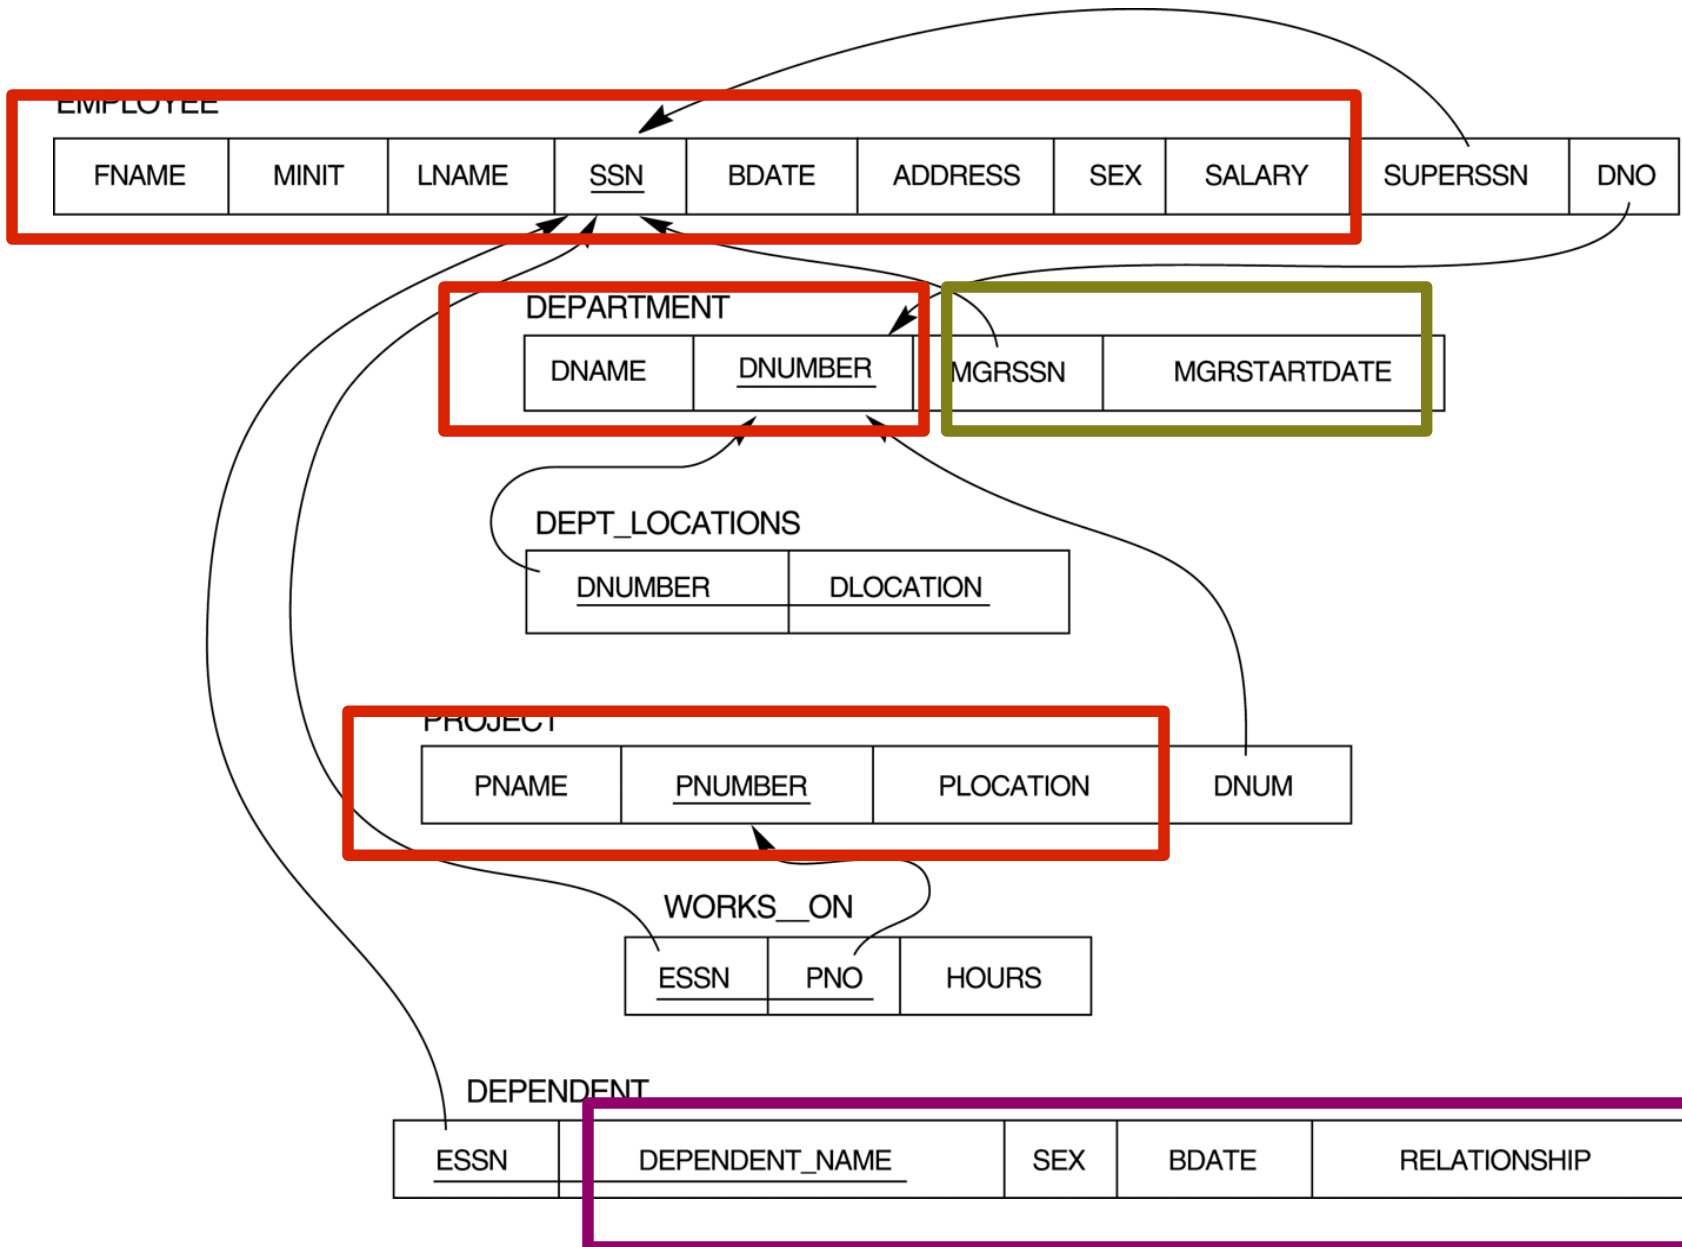 EMPLOYEE
FNAME MINIT LNAME SSN BDATE ADDRESS SEX SALARY SUPERSSN DNO
DEPARTMENT
DNAME DNUMBER MGRSSN MGRSTARTDATE
DEPT_LOCATIONS
DNUMBER DLOCATION
PROJECT
PNAME PNUMBER PLOCATION DNUM
WORKS__ON
ESSN PNO HOURS
DEPENDENT
ESSN DEPENDENT_NAME SEX BDATE RELATIONSHIP